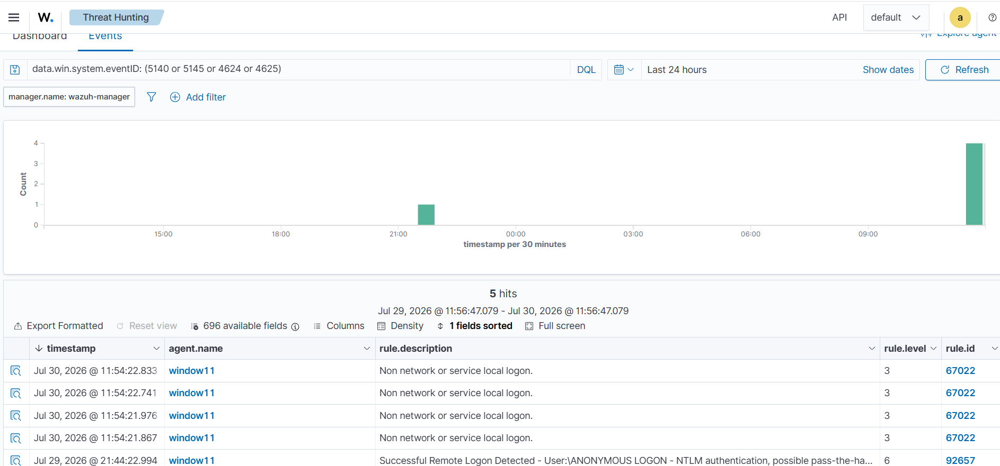 W. Threat Hunting API default a
Dashboard Events Explore agent
data.win.system.eventID: (5140 or 5145 or 4624 or 4625) DQL Last 24 hours Show dates Refresh
manager.name: wazuh-manager Add filter
4
3
2
1
0
Count
15:00 18:00 21:00 00:00 03:00 06:00 09:00
timestamp per 30 minutes
5 hits
Jul 29, 2026 @ 11:56:47.079 - Jul 30, 2026 @ 11:56:47.079
Export Formatted Reset view 696 available fields Columns Density 1 fields sorted Full screen
timestamp agent.name rule.description rule.level rule.id
Jul 30, 2026 @ 11:54:22.833 window11 Non network or service local logon. 3 67022
Jul 30, 2026 @ 11:54:22.741 window11 Non network or service local logon. 3 67022
Jul 30, 2026 @ 11:54:21.976 window11 Non network or service local logon. 3 67022
Jul 30, 2026 @ 11:54:21.867 window11 Non network or service local logon. 3 67022
Jul 29, 2026 @ 21:44:22.994 window11 Successful Remote Logon Detected - User:\ANONYMOUS LOGON - NTLM authentication, possible pass-the-ha... 6 92657